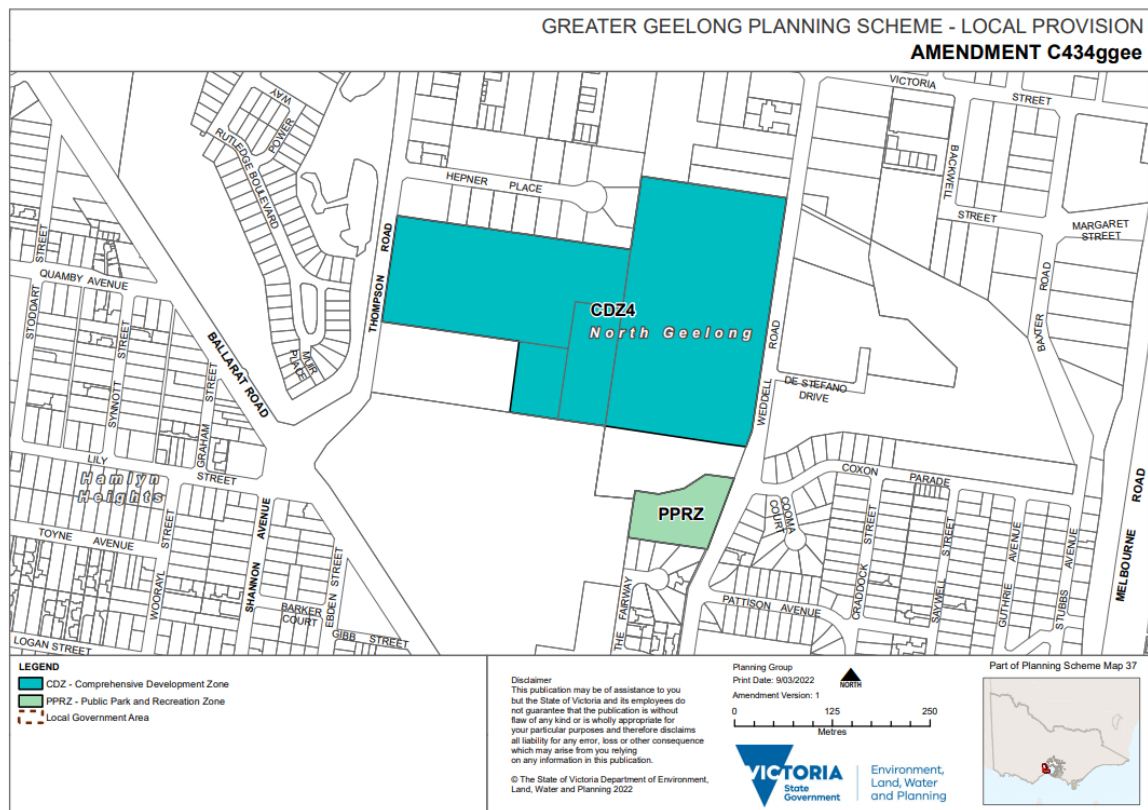 GREATER GEELONG PLANNING SCHEME - LOCAL PROVISION
AMENDMENT C434ggee
VICTORIA
STREET
BACKWELL
STREET
MARGARET
STREET
POWER
WAY
RUTLEDGE BOULEVARD
HEPNER PLACE
THOMPSON
ROAD
STODDART
STREET
QUAMBY AVENUE
SYNNOTT
STREET
GRAHAM
STREET
BALLARAT ROAD
MUIR
PLACE
CDZ4
North Geelong
WEDDELL
ROAD
DE STEFANO
DRIVE
BAXTER
ROAD
MELBOURNE
ROAD
LILY
STREET
Hamlyn
Heights
TOYNE AVENUE
WOORAYL
STREET
SHANNON
AVENUE
BARKER
COURT
EBDEN STREET
GIBB STREET
LOGAN STREET
PPRZ
THE FAIRWAY
COXON
PARADE
COOMA
COURT
CRADDOCK
STREET
SAYWELL
STREET
GUTHRIE
AVENUE
STUBBS
AVENUE
PATTISON AVENUE
LEGEND
CDZ - Comprehensive Development Zone
PPRZ - Public Park and Recreation Zone
Local Government Area
Disclaimer
This publication may be of assistance to you
but the State of Victoria and its employees do
not guarantee that the publication is without
flaw of any kind or is wholly appropriate for
your particular purposes and therefore disclaims
all liability for any error, loss or other consequence
which may arise from you relying
on any information in this publication.
© The State of Victoria Department of Environment,
Land, Water and Planning 2022
Planning Group
Print Date: 9/03/2022
Amendment Version: 1
NORTH
0 125 250
Metres
VICTORIA
State
Government
Environment,
Land, Water
and Planning
Part of Planning Scheme Map 37